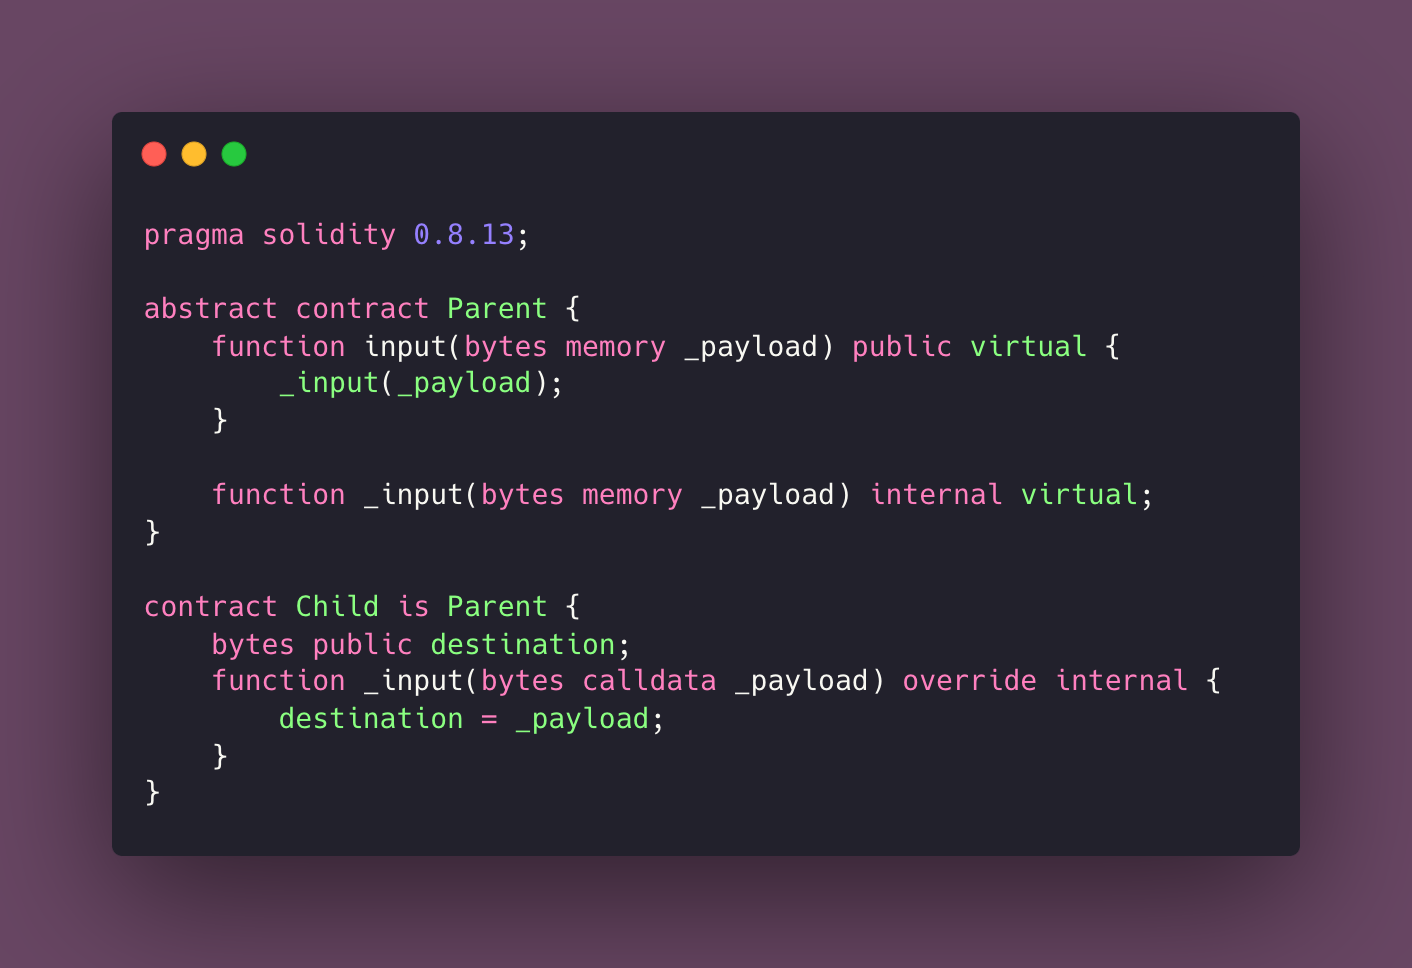 pragma solidity 0.8.13;
abstract contract Parent {
    function input(bytes memory _payload) public virtual {
        _input(_payload);
    }
    function _input(bytes memory _payload) internal virtual;
}
contract Child is Parent {
    bytes public destination;
    function _input(bytes calldata _payload) override internal {
        destination = _payload;
    }
}